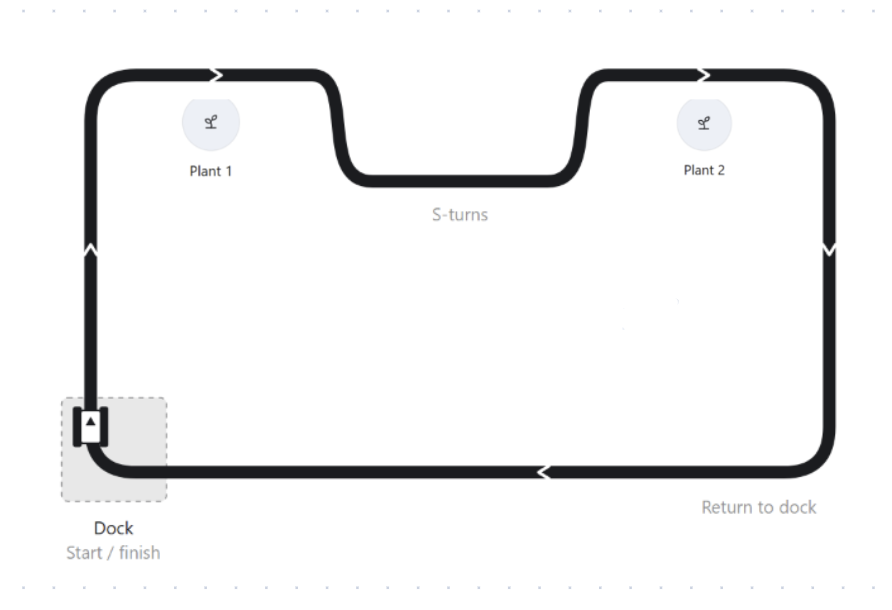 Plant 1
Plant 2
S-turns
Return to dock
Dock
Start / finish